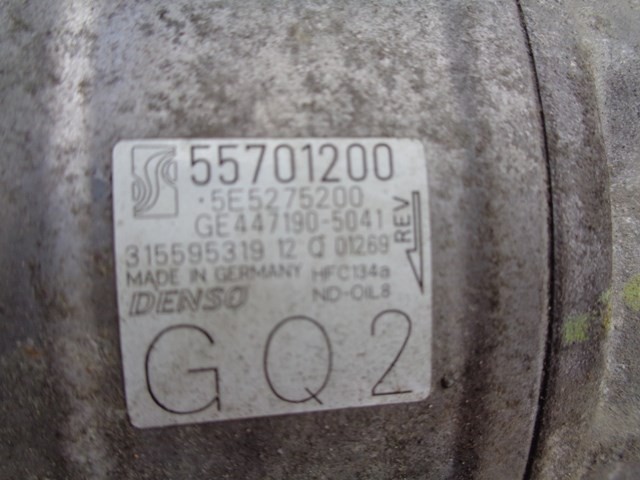 55701200
·5E5275200
GE447190-5041
315595319 12 Q 01269
REV
MADE IN GERMANY HFC134a
DENSO ND-OIL8
GQ2